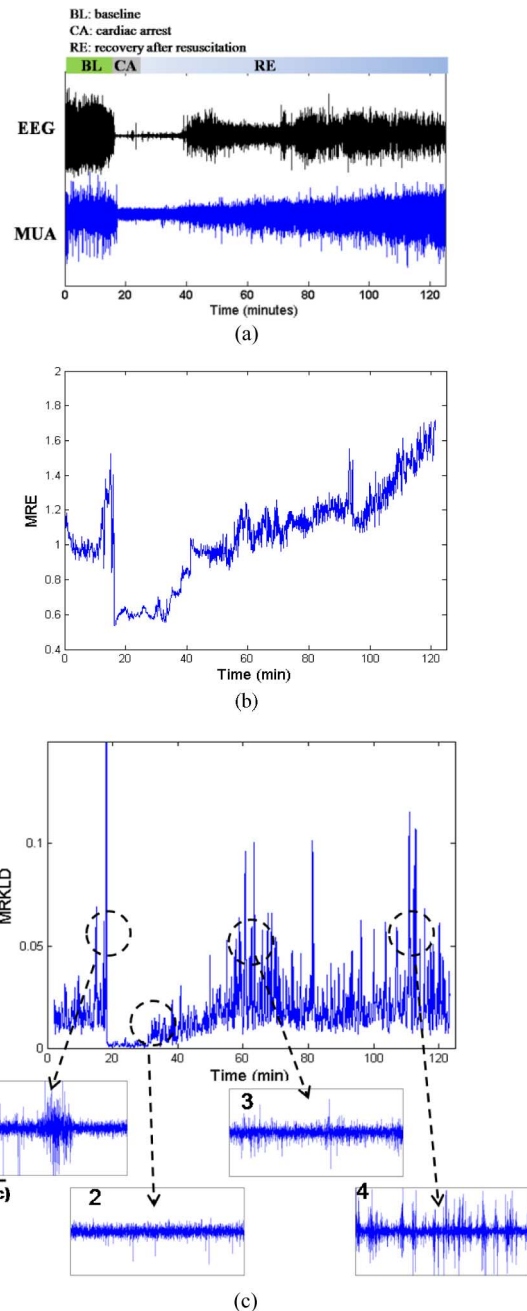 BL: baseline
CA: cardiac arrest
RE: recovery after resuscitation
BL CA RE
EEG
MUA
0 20 40 60 80 100 120
Time (minutes)
(a)
2
1.8
1.6
1.4
1.2
1
0.8
0.6
0.4
MRE
0 20 40 60 80 100 120
Time (min)
(b)
0.1
0.05
0
MRKLD
0 20 40 60 80 100 120
Time (min)
3
c)
2
4
(c)